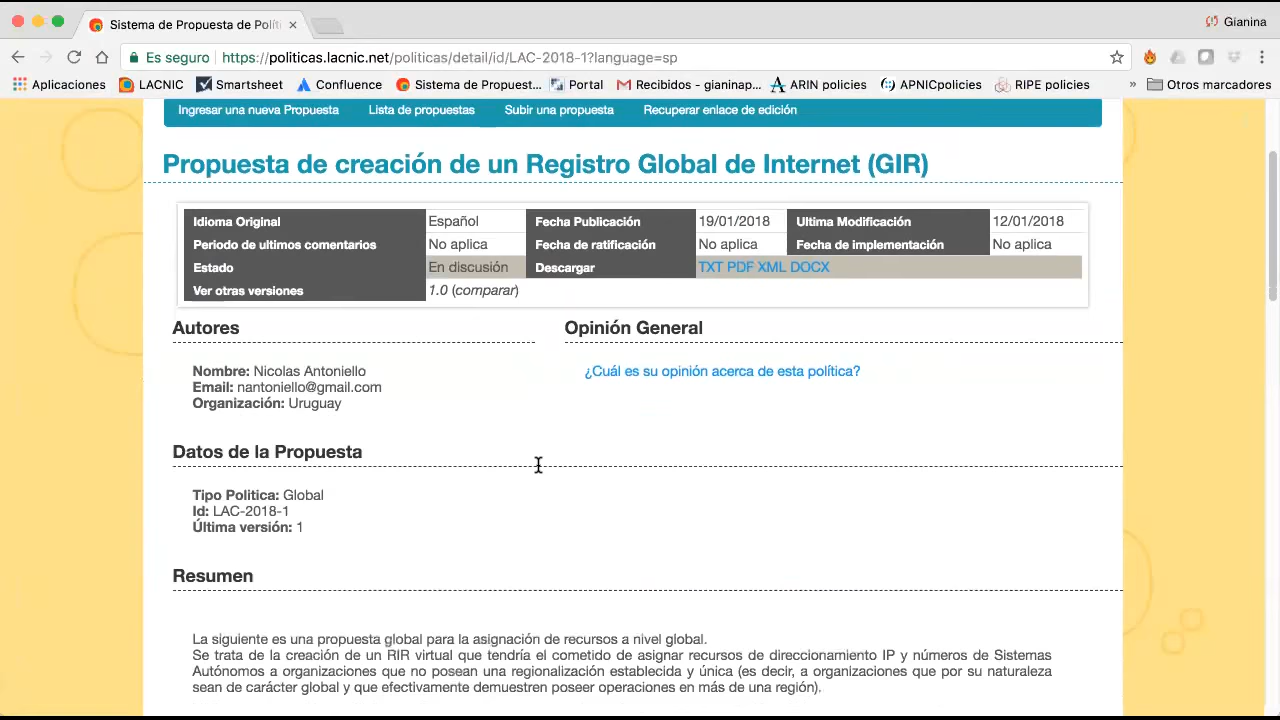 Sistema de Propuesta de Polít
Gianina
Es seguro https://politicas.lacnic.net/politicas/detail/id/LAC-2018-1?language=sp
Aplicaciones LACNIC Smartsheet Confluence Sistema de Propuest... Portal Recibidos - gianinap... ARIN policies APNICpolicies RIPE policies » Otros marcadores
Ingresar una nueva Propuesta Lista de propuestas Subir una propuesta Recuperar enlace de edición
Propuesta de creación de un Registro Global de Internet (GIR)
Idioma Original Español Fecha Publicación 19/01/2018 Ultima Modificación 12/01/2018
Periodo de ultimos comentarios No aplica Fecha de ratificación No aplica Fecha de implementación No aplica
Estado En discusión Descargar TXT PDF XML DOCX
Ver otras versiones 1.0 (comparar)
Autores Opinión General
Nombre: Nicolas Antoniello ¿Cuál es su opinión acerca de esta política?
Email: nantoniello@gmail.com
Organización: Uruguay
Datos de la Propuesta
Tipo Politica: Global
Id: LAC-2018-1
Última versión: 1
Resumen
La siguiente es una propuesta global para la asignación de recursos a nivel global.
Se trata de la creación de un RIR virtual que tendría el cometido de asignar recursos de direccionamiento IP y números de Sistemas
Autónomos a organizaciones que no posean una regionalización establecida y única (es decir, a organizaciones que por su naturaleza
sean de carácter global y que efectivamente demuestren poseer operaciones en más de una región).